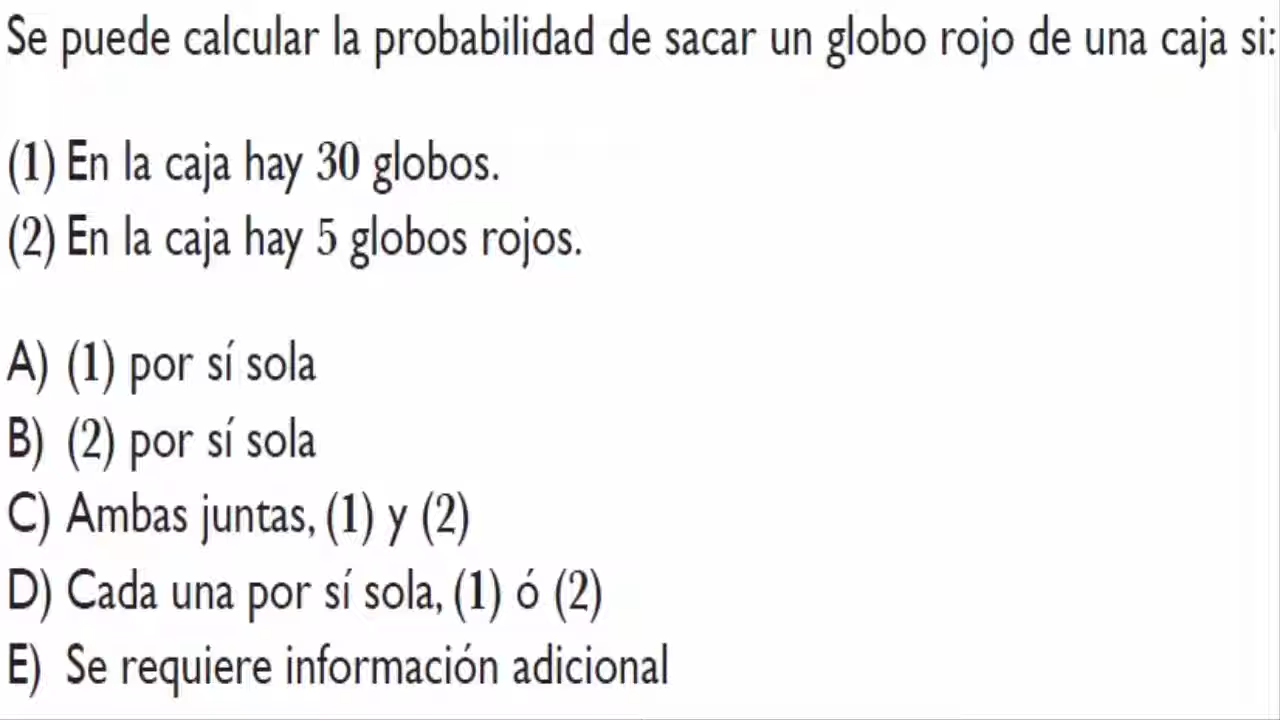 Se puede calcular la probabilidad de sacar un globo rojo de una caja si:
(1) En la caja hay 30 globos.
(2) En la caja hay 5 globos rojos.
A) (1) por sí sola
B) (2) por sí sola
C) Ambas juntas, (1) y (2)
D) Cada una por sí sola, (1) ó (2)
E) Se requiere información adicional